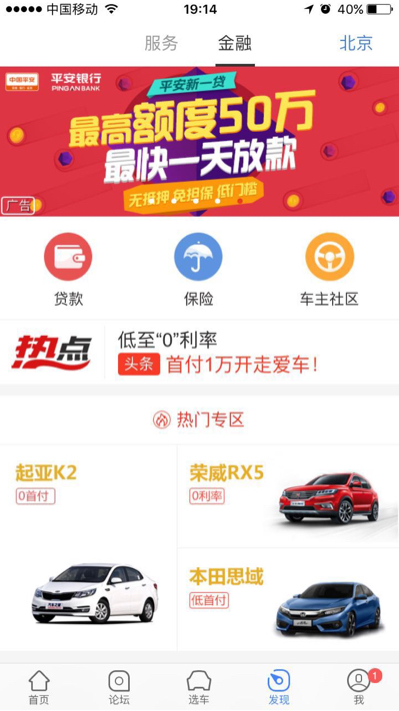 中国移动
19:14
40%
服务
金融
北京
中国平安
平安银行
PINGAN BANK
平安新一贷
最高额度50万
最快一天放款
无抵押 免担保 低门槛
广告
贷款
保险
车主社区
热点
低至“0”利率
头条 首付1万开走爱车！
热门专区
起亚K2
0首付
荣威RX5
0利率
本田思域
低首付
首页
论坛
选车
发现
1
我